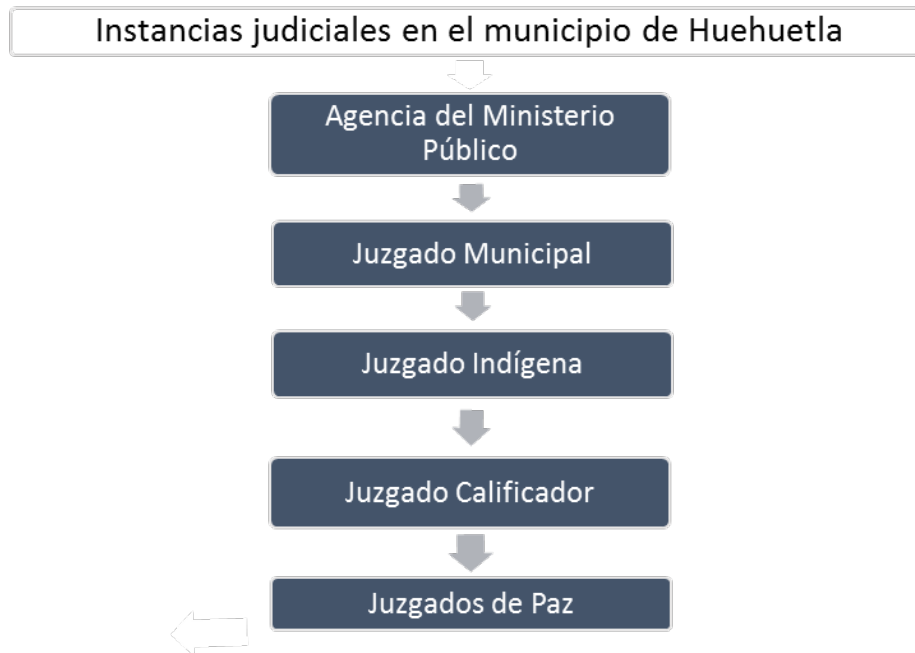 Instancias judiciales en el municipio de Huehuetla
Agencia del Ministerio
Público
Juzgado Municipal
Juzgado Indígena
Juzgado Calificador
Juzgados de Paz